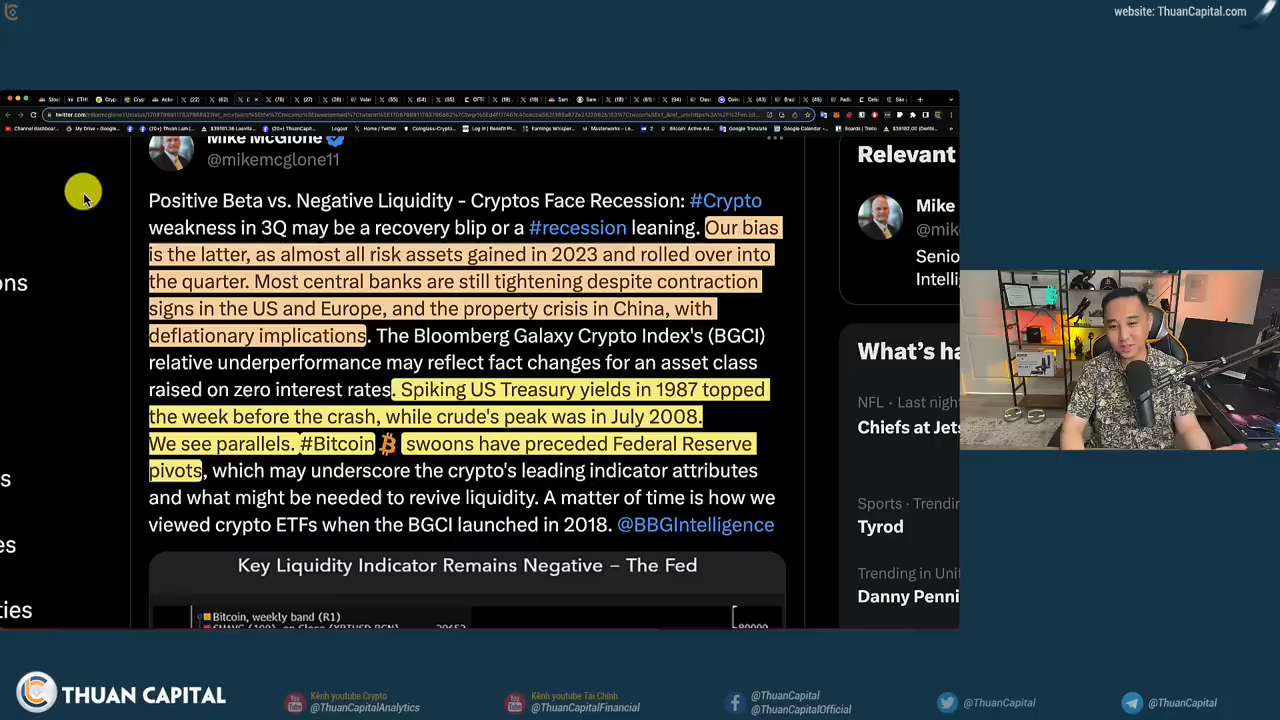 website: ThuanCapital.com
Mike McGlone
@mikemcglone11
Positive Beta vs. Negative Liquidity - Cryptos Face Recession: #Crypto
weakness in 3Q may be a recovery blip or a #recession leaning. Our bias
is the latter, as almost all risk assets gained in 2023 and rolled over into
the quarter. Most central banks are still tightening despite contraction
signs in the US and Europe, and the property crisis in China, with
deflationary implications. The Bloomberg Galaxy Crypto Index's (BGCI)
relative underperformance may reflect fact changes for an asset class
raised on zero interest rates. Spiking US Treasury yields in 1987 topped
the week before the crash, while crude's peak was in July 2008.
We see parallels. #Bitcoin swoons have preceded Federal Reserve
pivots, which may underscore the crypto's leading indicator attributes
and what might be needed to revive liquidity. A matter of time is how we
viewed crypto ETFs when the BGCI launched in 2018. @BBGIntelligence
Key Liquidity Indicator Remains Negative – The Fed
Bitcoin, weekly band (R1)
80000
ons
s
es
ties
Relevant
Mike
@mik
Senio
Intelli
What's ha
NFL · Last nigh
Chiefs at Jets
Sports · Trending
Tyrod
Trending in Unit
Danny Penni
THUAN CAPITAL
Kênh youtube Crypto
@ThuanCapitalAnalytics
Kênh youtube Tài Chính
@ThuanCapitalFinancial
@ThuanCapital
@ThuanCapitalOfficial
@ThuanCapital
@ThuanCapital